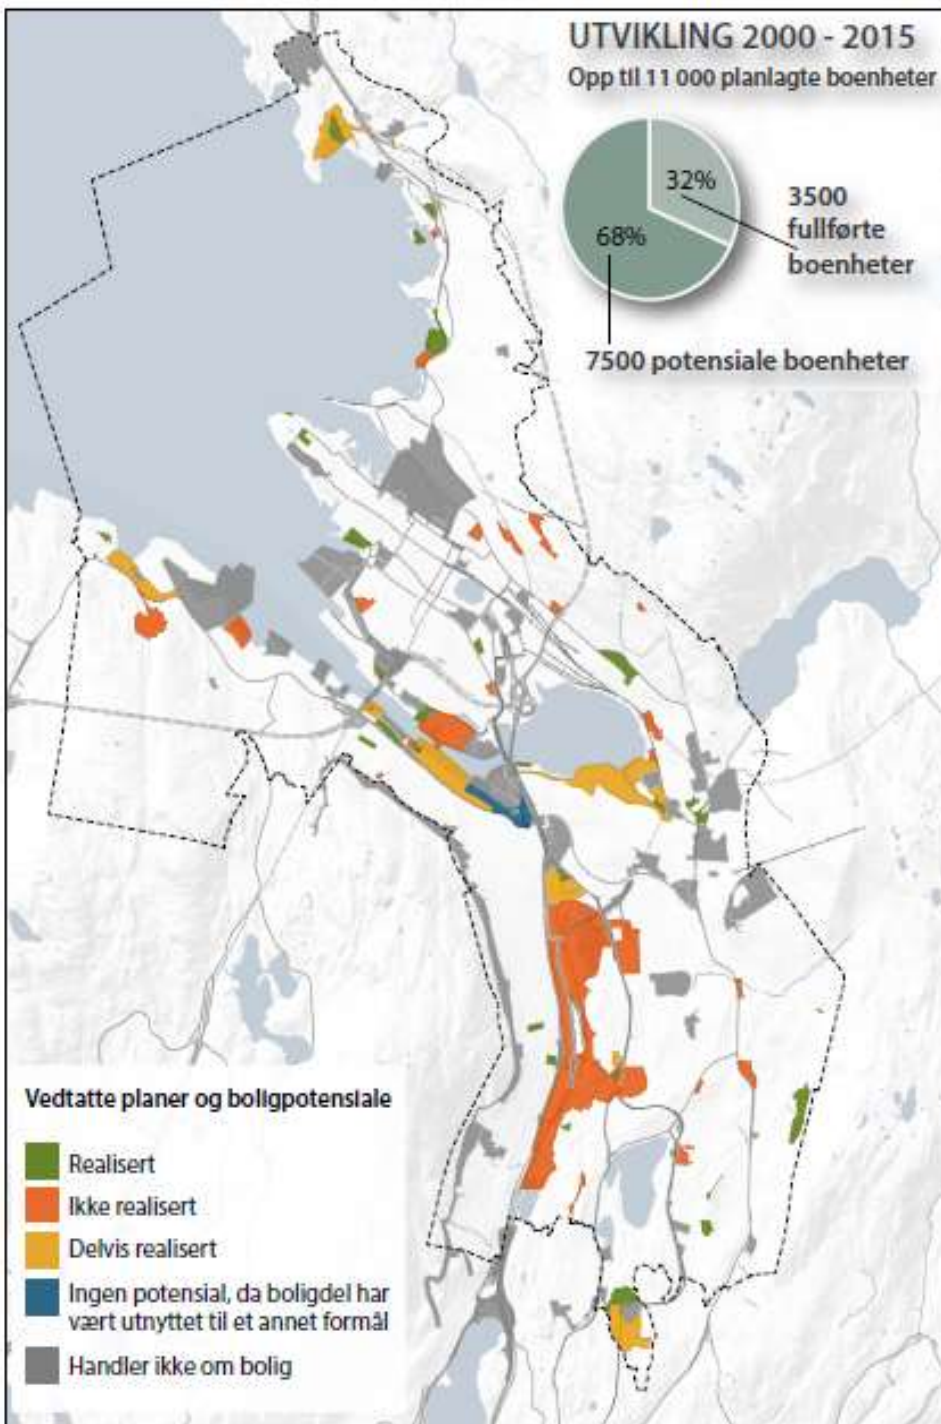 UTVIKLING 2000 - 2015
Opp til 11 000 planlagte boenheter
32%
68%
3500
fullførte
boenheter
7500 potensiale boenheter
Vedtatte planer og boligpotensiale
Realisert
Ikke realisert
Delvis realisert
Ingen potensial, da boligdel har
vært utnyttet til et annet formål
Handler ikke om bolig